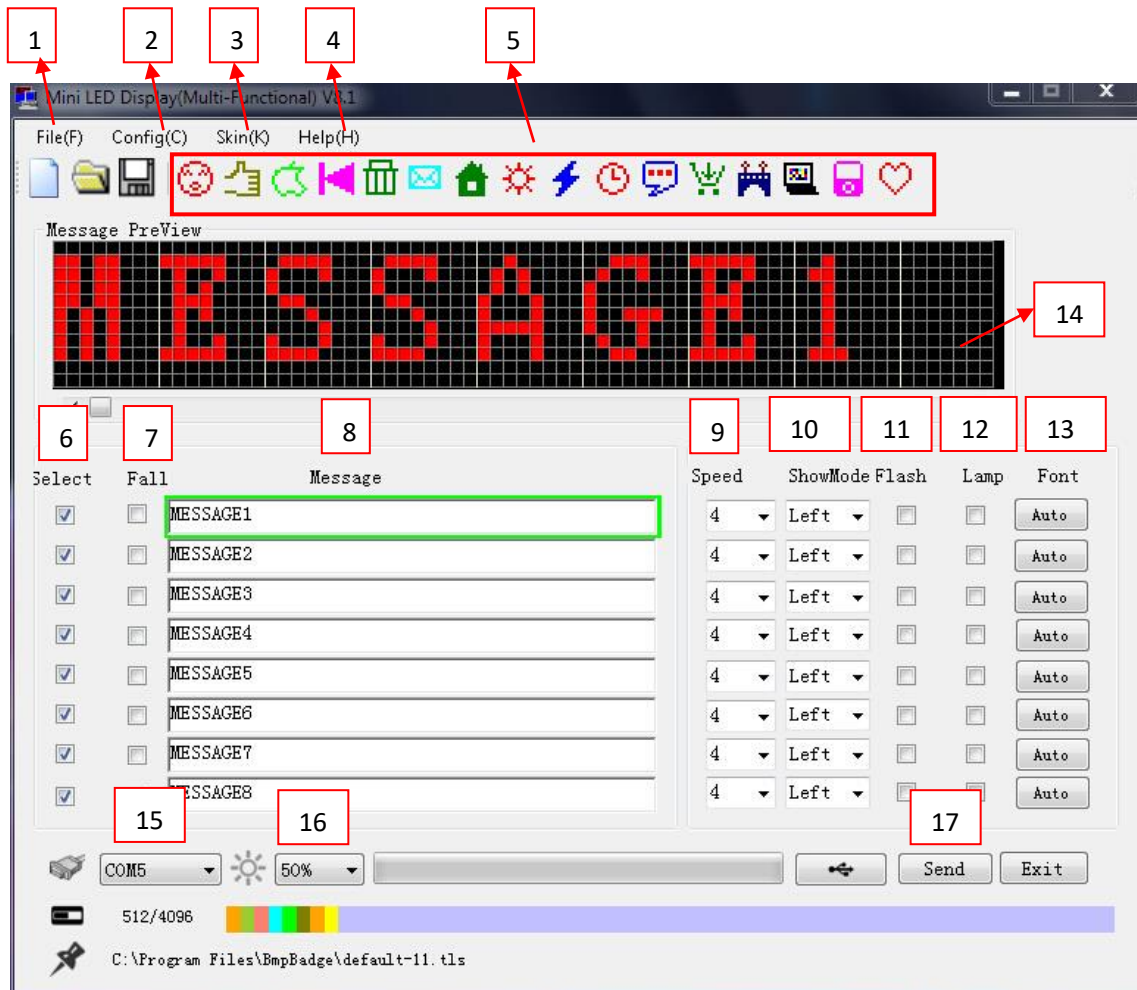 1 2 3 4 5
Mini LED Display(Multi-Functional) V8.1
File(F) Config(C) Skin(K) Help(H)
Message PreView
MESSAGE1
14
6 7 8 9 10 11 12 13
Select Fall Message Speed ShowMode Flash Lamp Font
MESSAGE1 4 Left Auto
MESSAGE2 4 Left Auto
MESSAGE3 4 Left Auto
MESSAGE4 4 Left Auto
MESSAGE5 4 Left Auto
MESSAGE6 4 Left Auto
MESSAGE7 4 Left Auto
MESSAGE8 4 Left Auto
15 16 17
COM5 50% Send Exit
512/4096
C:\Program Files\BmpBadge\default-11.tls